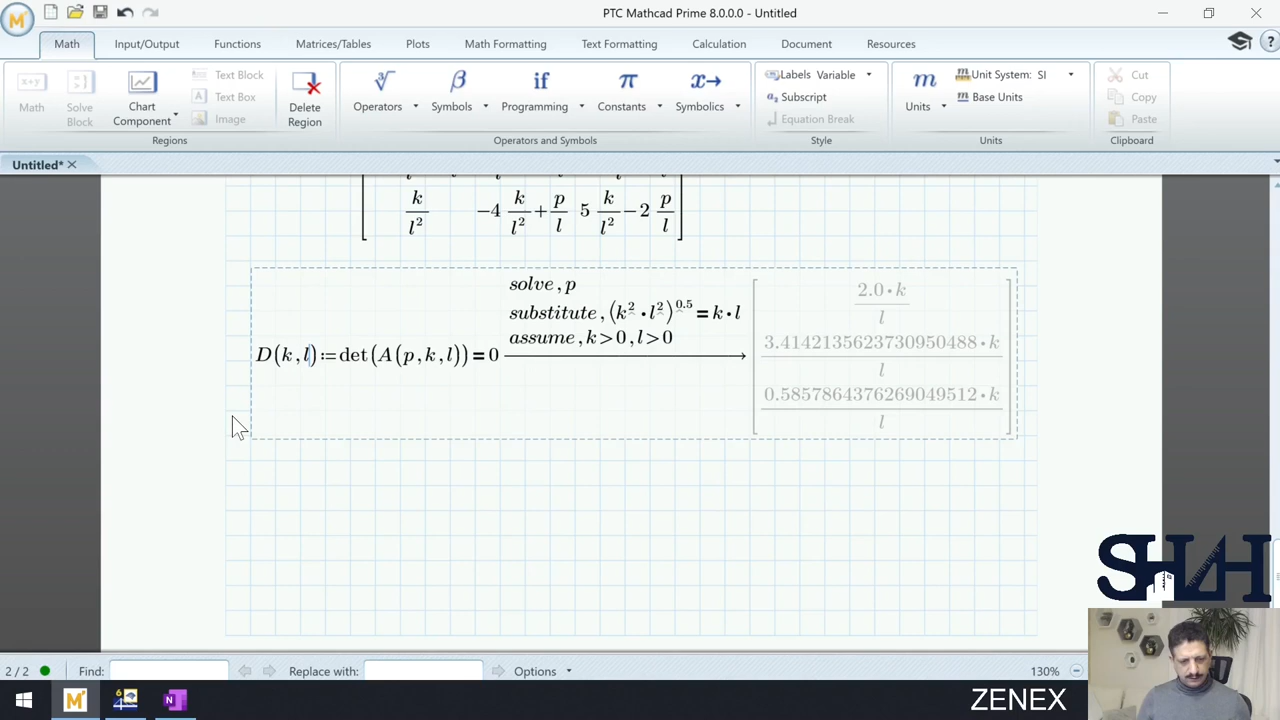 PTC Mathcad Prime 8.0.0.0 - Untitled
Math Input/Output Functions Matrices/Tables Plots Math Formatting Text Formatting Calculation Document Resources
Math
Solve Block
Chart Component
Text Block
Text Box
Image
Regions
Delete Region
Operators
Symbols
Programming
Constants
Symbolics
Operators and Symbols
Labels Variable
Subscript
Equation Break
Style
Units
Unit System: SI
Base Units
Units
Cut
Copy
Paste
Clipboard
Untitled*
k/l² −4 k/l² + p/l 5 k/l² − 2 p/l
solve , p
substitute , (k² · l²)^0.5 = k · l
assume , k > 0 , l > 0
D(k , l) := det(A(p , k , l)) = 0
2.0 · k / l
3.4142135623730950488 · k / l
0.5857864376269049512 · k / l
SHZH
2 / 2 Find: Replace with: Options 130%
ZENEX